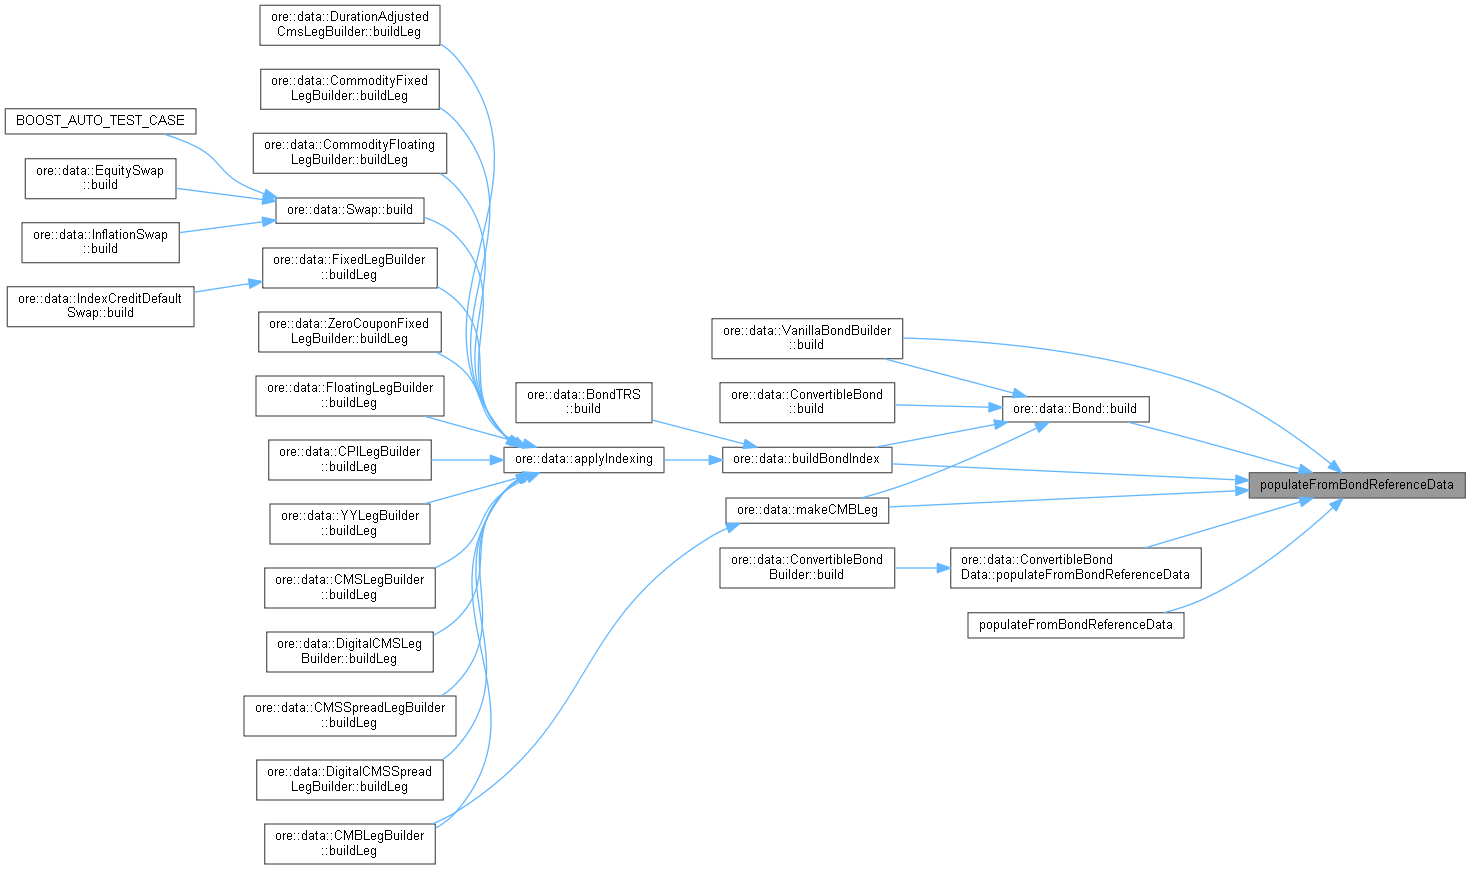 ore::data::DurationAdjusted
CmsLegBuilder::buildLeg
ore::data::CommodityFixed
LegBuilder::buildLeg
BOOST_AUTO_TEST_CASE
ore::data::CommodityFloating
LegBuilder::buildLeg
ore::data::EquitySwap
::build
ore::data::Swap::build
ore::data::InflationSwap
::build
ore::data::FixedLegBuilder
::buildLeg
ore::data::IndexCreditDefault
Swap::build
ore::data::ZeroCouponFixed
LegBuilder::buildLeg
ore::data::VanillaBondBuilder
::build
ore::data::FloatingLegBuilder
::buildLeg
ore::data::BondTRS
::build
ore::data::ConvertibleBond
::build
ore::data::Bond::build
ore::data::CPILegBuilder
::buildLeg
ore::data::applyIndexing
ore::data::buildBondIndex
populateFromBondReferenceData
ore::data::YYLegBuilder
::buildLeg
ore::data::makeCMBLeg
ore::data::CMSLegBuilder
::buildLeg
ore::data::ConvertibleBond
Builder::build
ore::data::ConvertibleBond
Data::populateFromBondReferenceData
populateFromBondReferenceData
ore::data::DigitalCMSLeg
Builder::buildLeg
ore::data::CMSSpreadLegBuilder
::buildLeg
ore::data::DigitalCMSSpread
LegBuilder::buildLeg
ore::data::CMBLegBuilder
::buildLeg